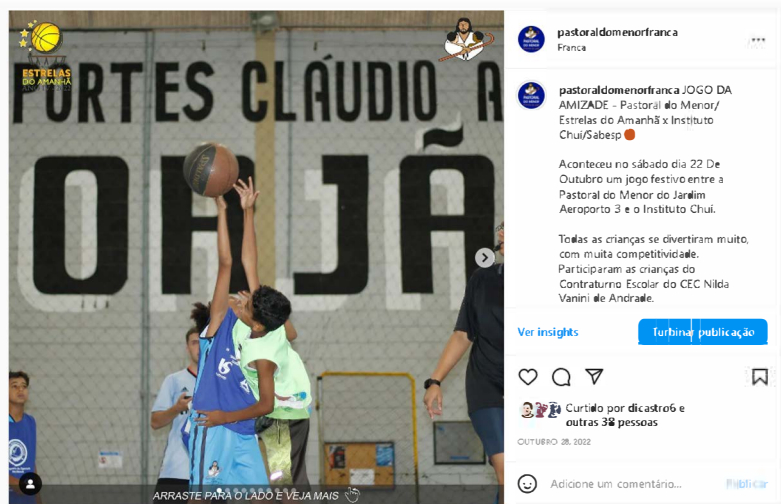 ESTRELAS
DO AMANHÃ
PORTES CLÁUDIO A
ARRASTE PARA O LADO E VEJA MAIS
pastoraldomenorfranca
Franca
pastoraldomenorfranca JOGO DA
AMIZADE - Pastoral do Menor/
Estrelas do Amanhã x Instituto
Chuí/Sabesp
Aconteceu no sábado dia 22 De
Outubro um jogo festivo entre a
Pastoral do Menor do Jardim
Aeroporto 3 e o Instituto Chuí.
Todas as crianças se divertiram muito,
com muita competitividade.
Participaram as crianças do
Contraturno Escolar do CEC Nilda
Vanini de Andrade.
Ver insights
Turbinar publicação
Curtido por dicastro6 e
outras 38 pessoas
OUTUBRO 28, 2022
Adicione um comentário...
Publicar